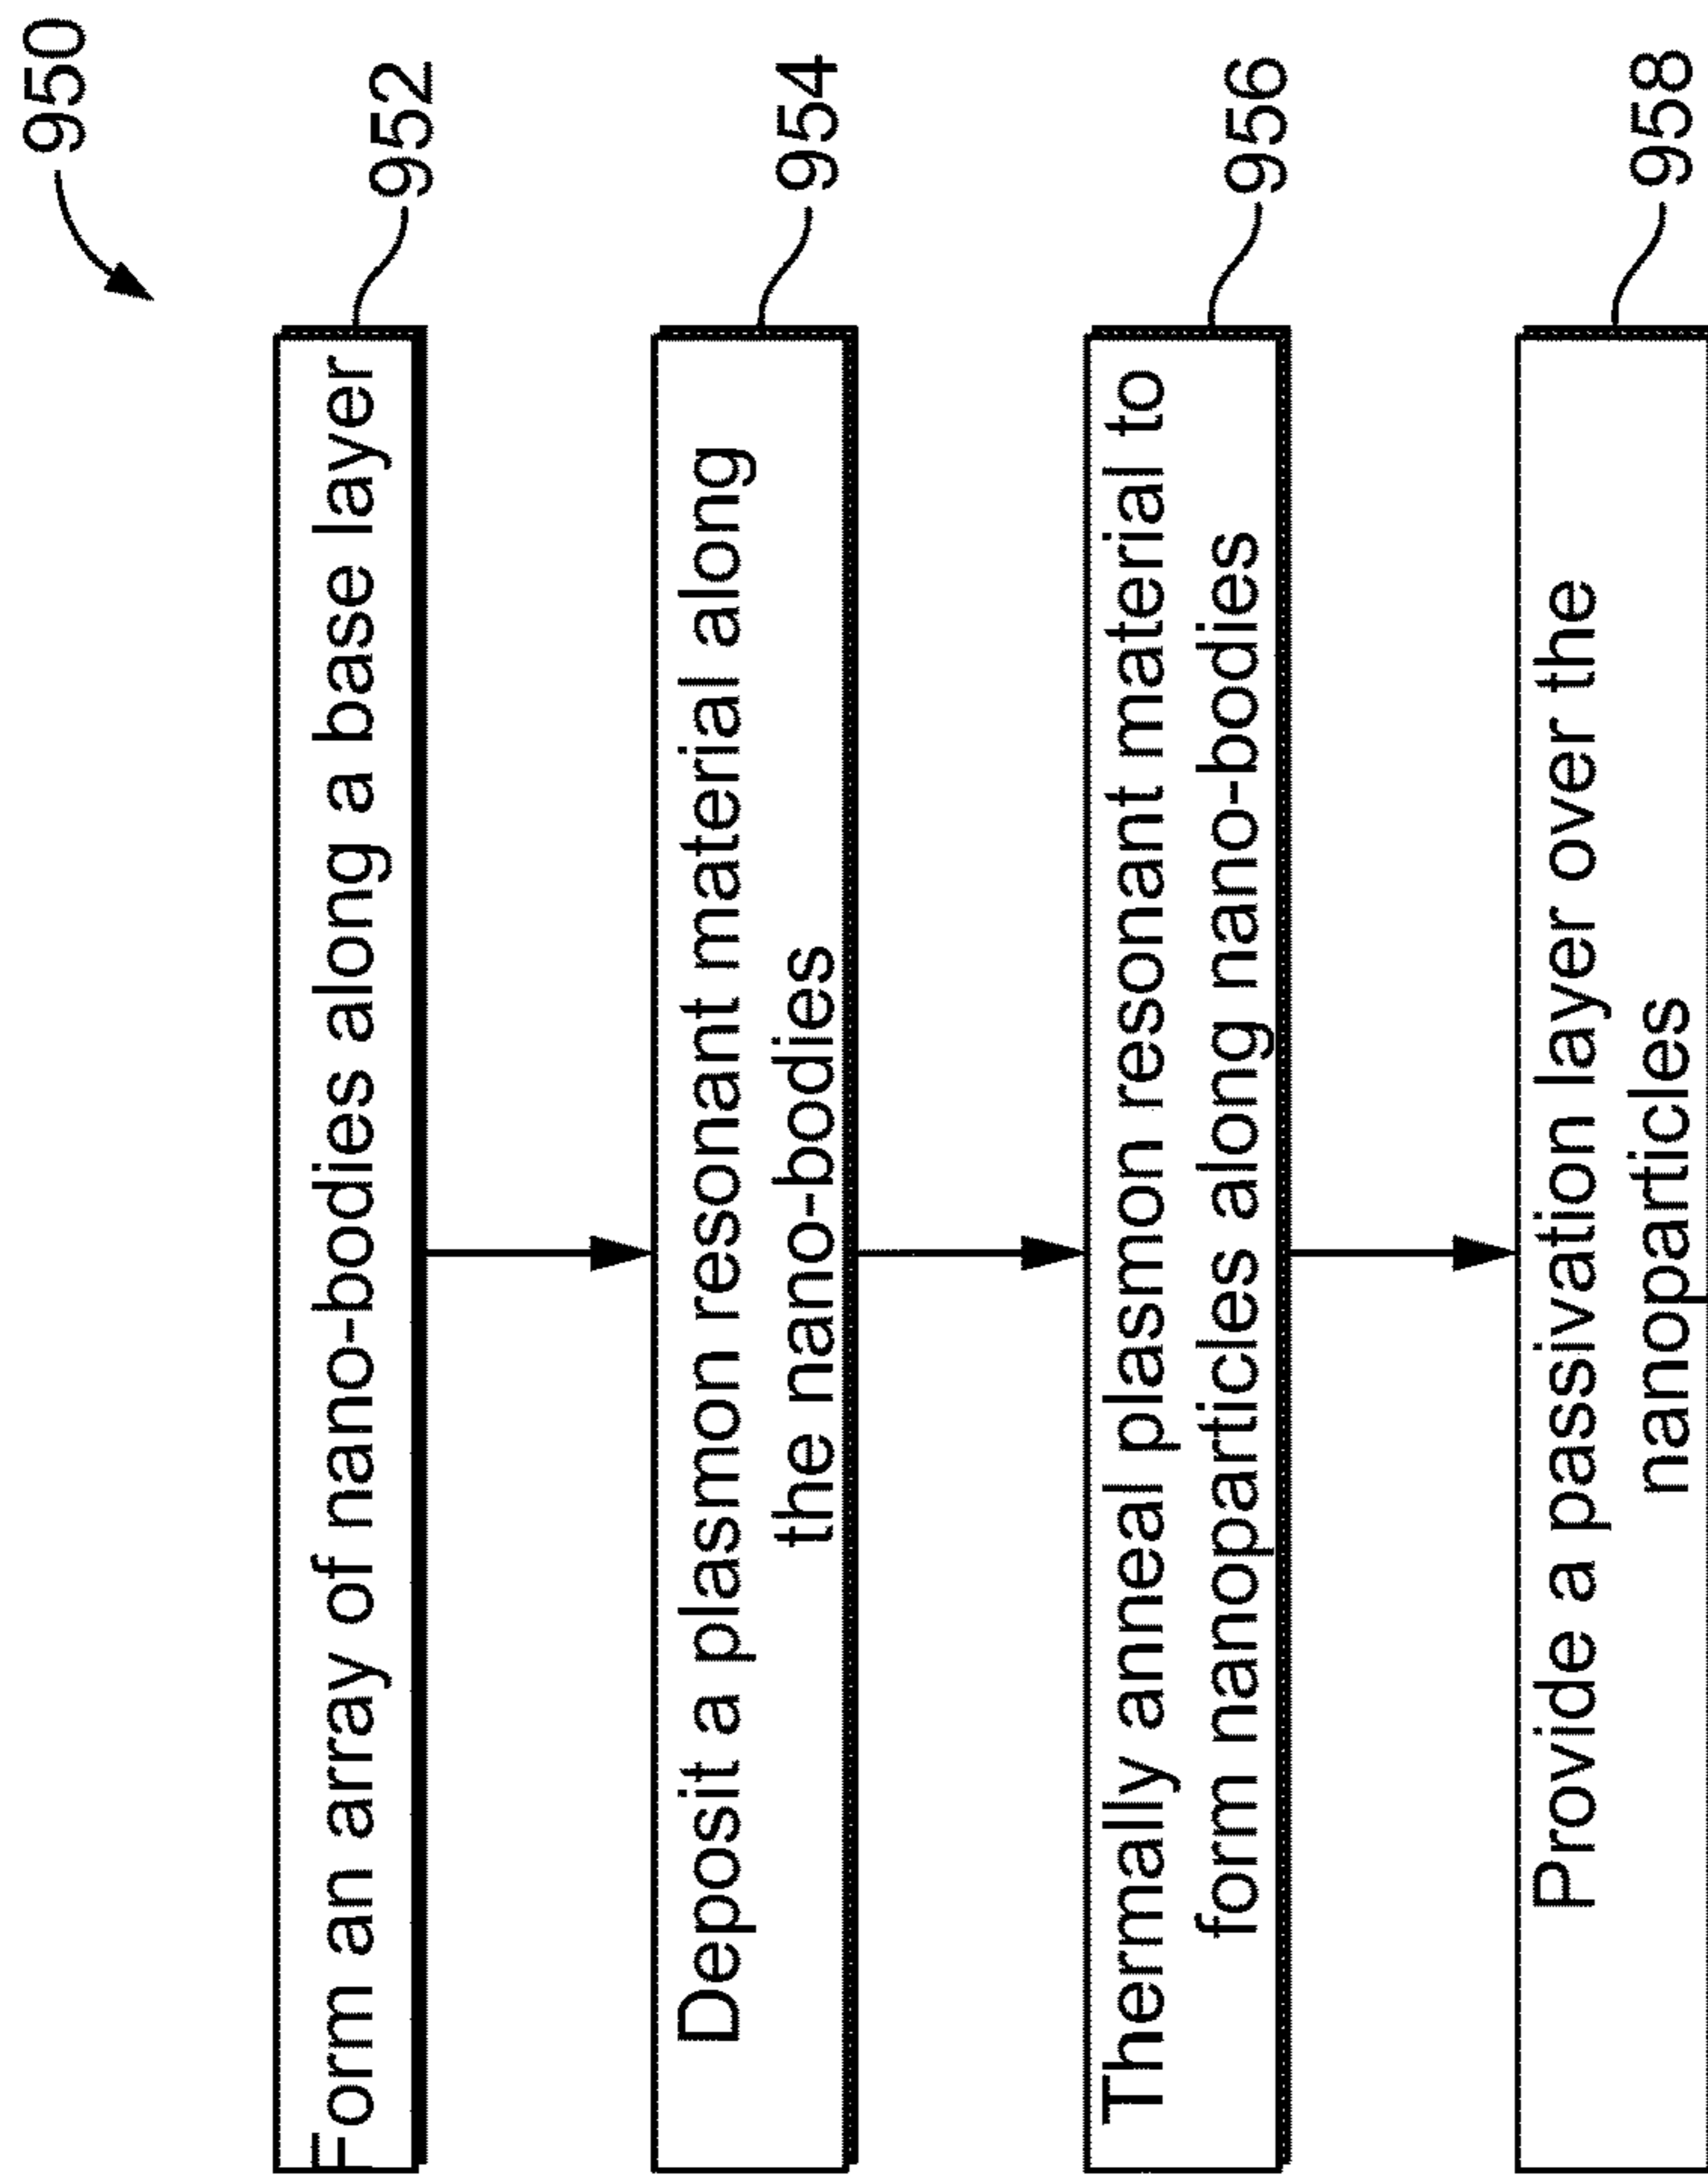 950
Form an array of nano-bodies along a base layer
952
Deposit a plasmon resonant material along
the nano-bodies
954
Thermally anneal plasmon resonant material to
form nanoparticles along nano-bodies
956
Provide a passivation layer over the
nanoparticles
958